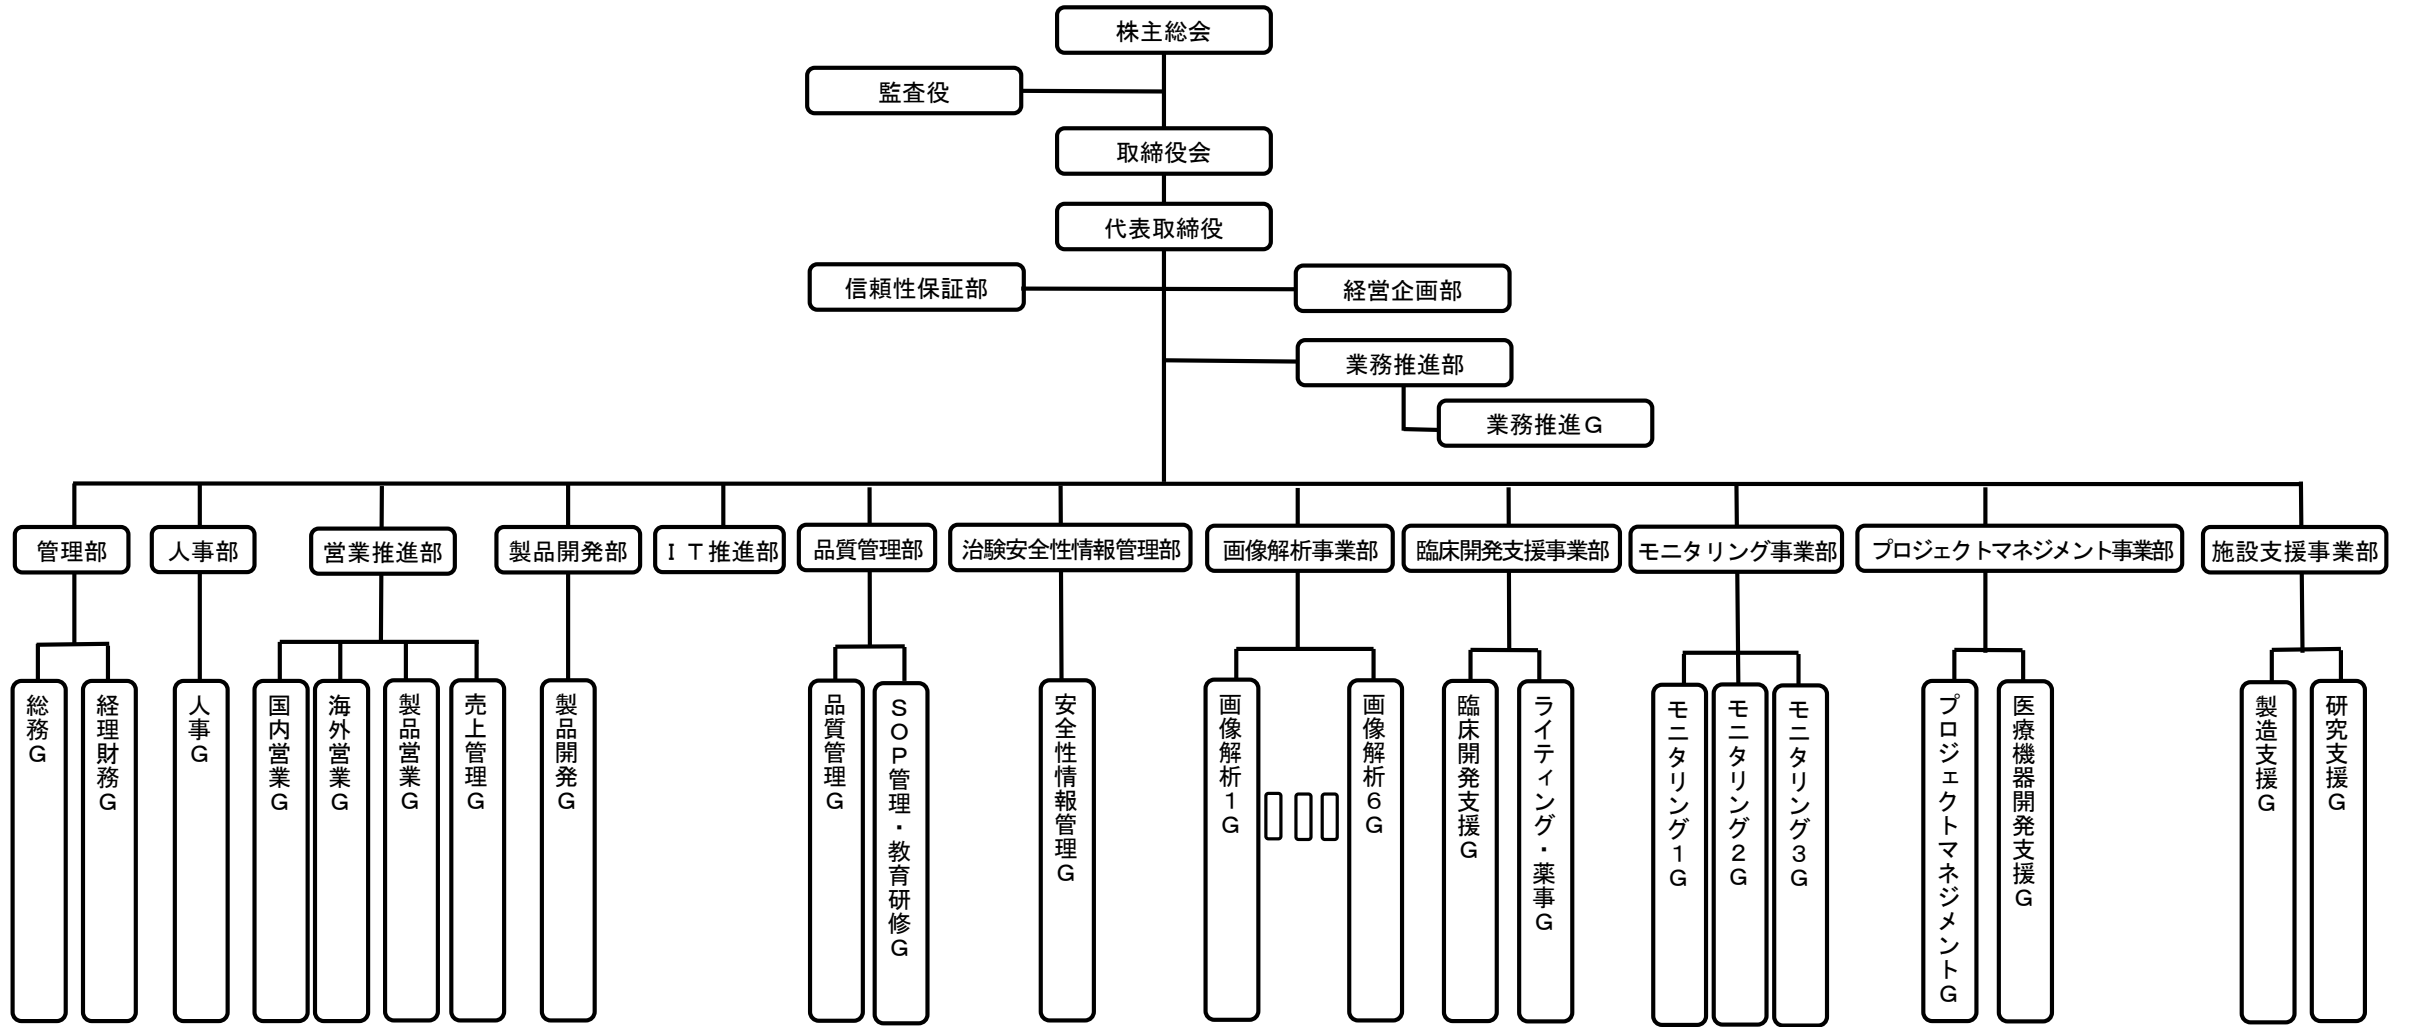 株主総会
監査役
取締役会
代表取締役
信頼性保証部
経営企画部
業務推進部
業務推進Ｇ
管理部
人事部
営業推進部
製品開発部
ＩＴ推進部
品質管理部
治験安全性情報管理部
画像解析事業部
臨床開発支援事業部
モニタリング事業部
プロジェクトマネジメント事業部
施設支援事業部
総務Ｇ
経理財務Ｇ
人事Ｇ
国内営業Ｇ
海外営業Ｇ
製品営業Ｇ
売上管理Ｇ
製品開発Ｇ
品質管理Ｇ
ＳＯＰ管理・教育研修Ｇ
安全性情報管理Ｇ
画像解析１Ｇ
画像解析６Ｇ
臨床開発支援Ｇ
ライティング・薬事Ｇ
モニタリング１Ｇ
モニタリング２Ｇ
モニタリング３Ｇ
プロジェクトマネジメントＧ
医療機器開発支援Ｇ
製造支援Ｇ
研究支援Ｇ